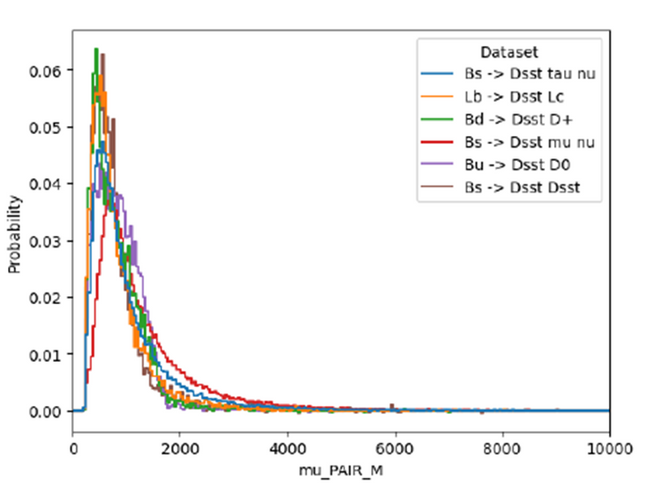 Dataset
Bs -> Dsst tau nu
Lb -> Dsst Lc
Bd -> Dsst D+
Bs -> Dsst mu nu
Bu -> Dsst D0
Bs -> Dsst Dsst
Probability
0.06
0.05
0.04
0.03
0.02
0.01
0.00
0 2000 4000 6000 8000 10000
mu_PAIR_M